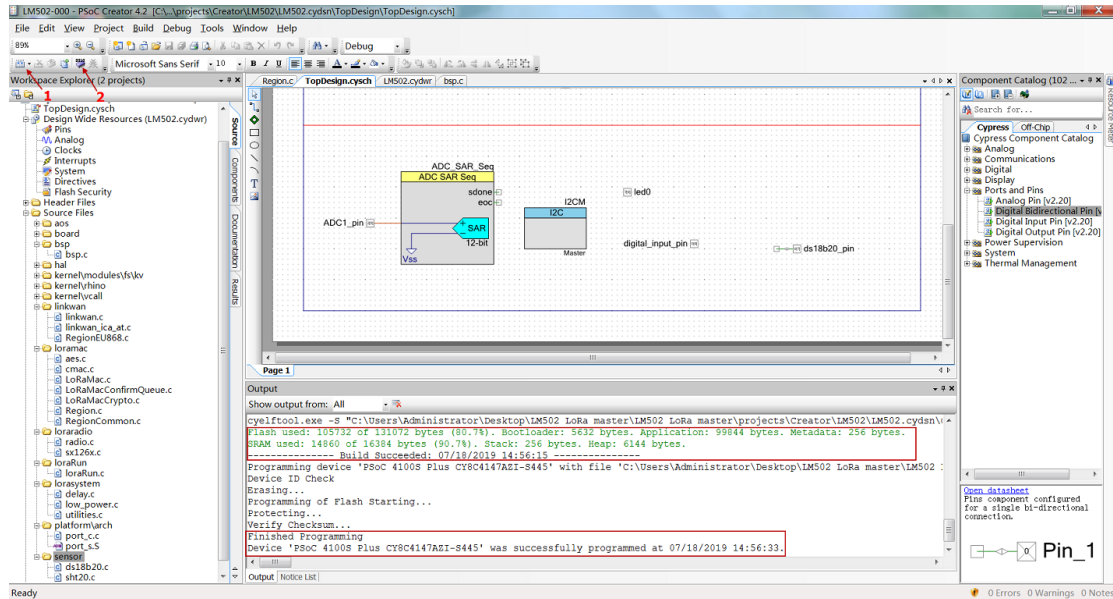 LM502-000 - PSoC Creator 4.2 [C:\...\projects\Creator\LM502\LM502.cydsn\TopDesign\TopDesign.cysch]
File Edit View Project Build Debug Tools Window Help
89% Debug
Microsoft Sans Serif 10 B I U A
1 2
Workspace Explorer (2 projects)
TopDesign.cysch
Design Wide Resources (LM502.cydwr)
Pins
Analog
Clocks
Interrupts
System
Directives
Flash Security
Header Files
Source Files
aos
board
bsp
bsp.c
hal
kernel\modules\fs\kv
kernel\rhino
kernel\vcall
linkwan
linkwan.c
linkwan_ica_at.c
RegionEU868.c
loramac
aes.c
cmac.c
LoRaMac.c
LoRaMacConfirmQueue.c
LoRaMacCrypto.c
Region.c
RegionCommon.c
loraradio
radio.c
sx126x.c
loraRun
loraRun.c
lorasystem
delay.c
low_power.c
utilities.c
platform\arch
port_c.c
port_s.S
sensor
ds18b20.c
sht20.c
Source
Components
Documentation
Results
Region.c TopDesign.cysch LM502.cydwr bsp.c
ADC_SAR_Seq
ADC SAR Seq
sdone
eoc
ADC1_pin
SAR
12-bit
Vss
I2CM
I2C
Master
led0
digital_input_pin
ds18b20_pin
Page 1
Output
Show output from: All
cyelftool.exe -S "C:\Users\Administrator\Desktop\LM502 LoRa master\LM502 LoRa master\projects\Creator\LM502\LM502.cydsn\
Flash used: 105732 of 131072 bytes (80.7%). Bootloader: 5632 bytes. Application: 99844 bytes. Metadata: 256 bytes.
SRAM used: 14860 of 16384 bytes (90.7%). Stack: 256 bytes. Heap: 6144 bytes.
--------------- Build Succeeded: 07/18/2019 14:56:15 ---------------
Programming device 'PSoC 4100S Plus CY8C4147AZI-S445' with file 'C:\Users\Administrator\Desktop\LM502 LoRa master\LM502
Device ID Check
Erasing...
Programming of Flash Starting...
Protecting...
Verify Checksum...
Finished Programming
Device 'PSoC 4100S Plus CY8C4147AZI-S445' was successfully programmed at 07/18/2019 14:56:33.
Output Notice List
Component Catalog (102 ...
Search for...
Cypress Off-Chip
Cypress Component Catalog
Analog
Communications
Digital
Display
Ports and Pins
Analog Pin [v2.20]
Digital Bidirectional Pin [v
Digital Input Pin [v2.20]
Digital Output Pin [v2.20]
Power Supervision
System
Thermal Management
Open datasheet
Pins component configured
for a single bi-directional
connection.
Pin_1
Resource Meter
Ready 0 Errors 0 Warnings 0 Notes